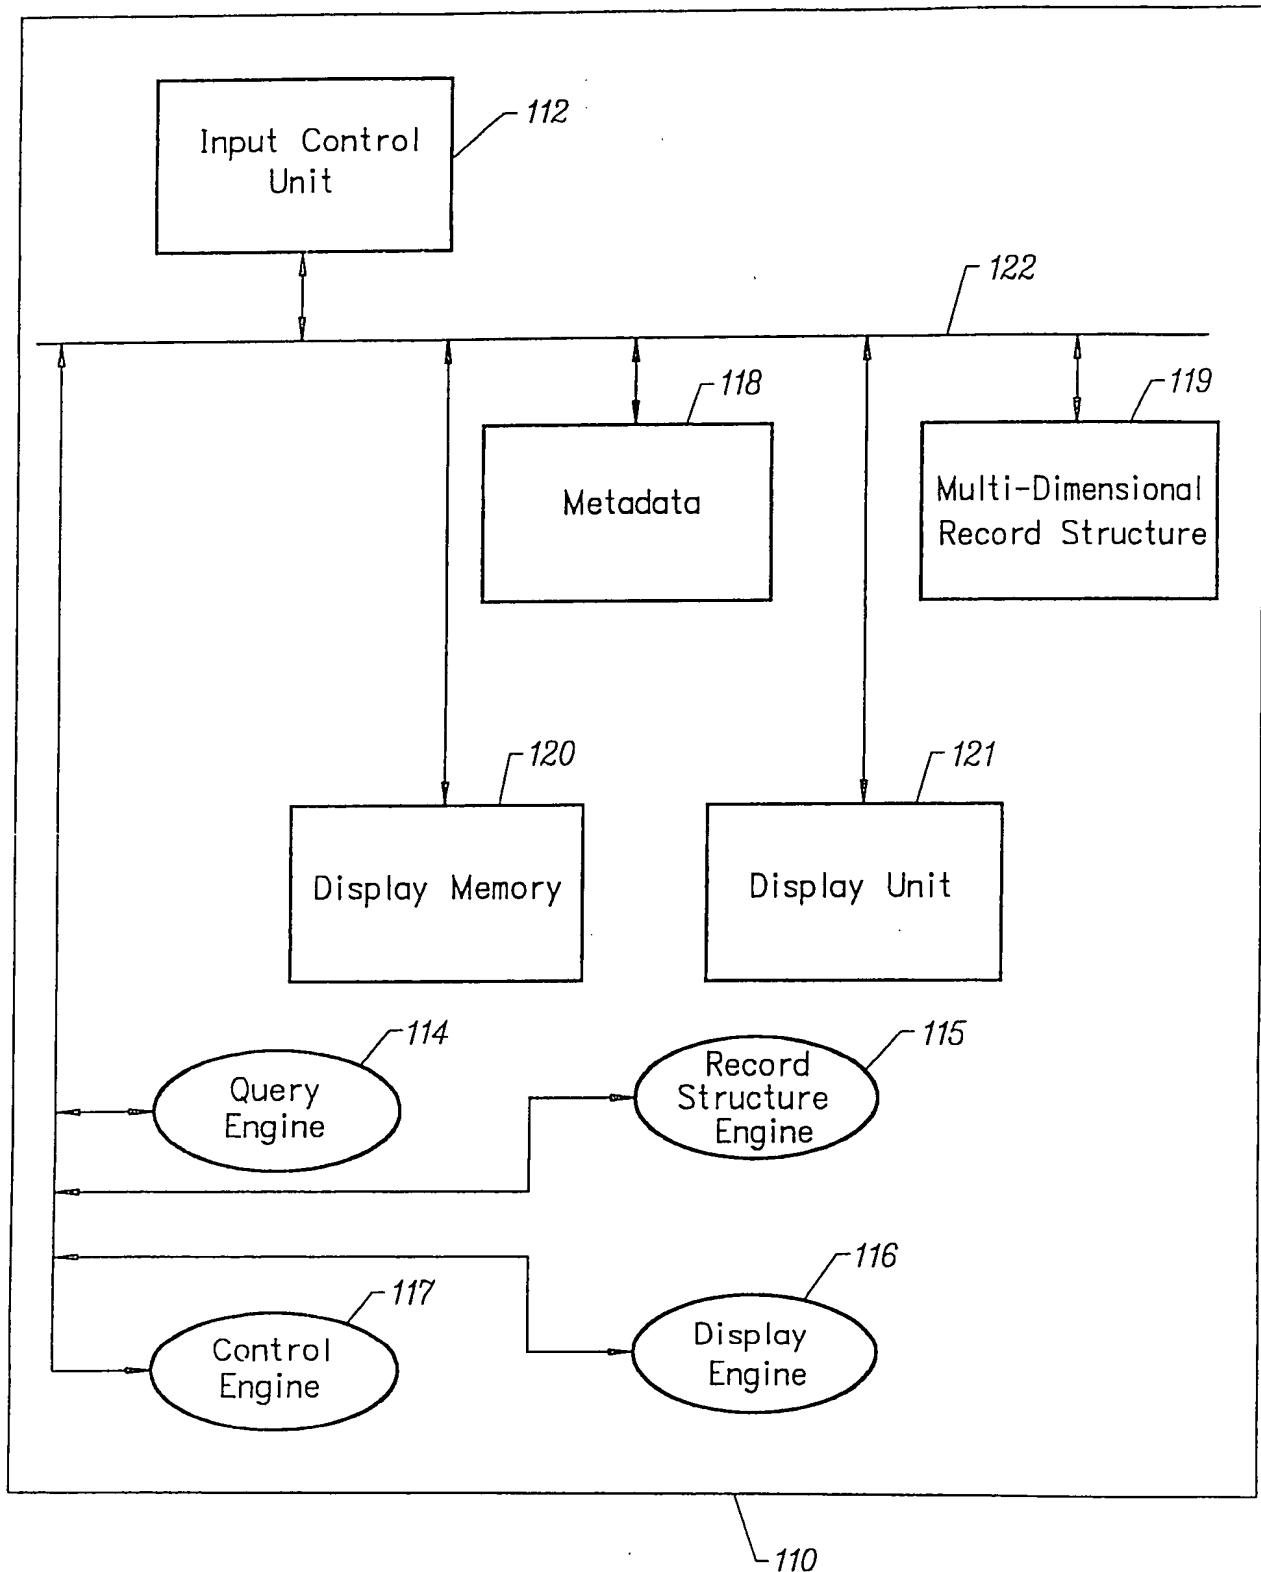 112
Input Control
Unit
122
118
119
Metadata
Multi-Dimensional
Record Structure
120
121
Display Memory
Display Unit
114
115
Query
Engine
Record
Structure
Engine
117
116
Control
Engine
Display
Engine
110